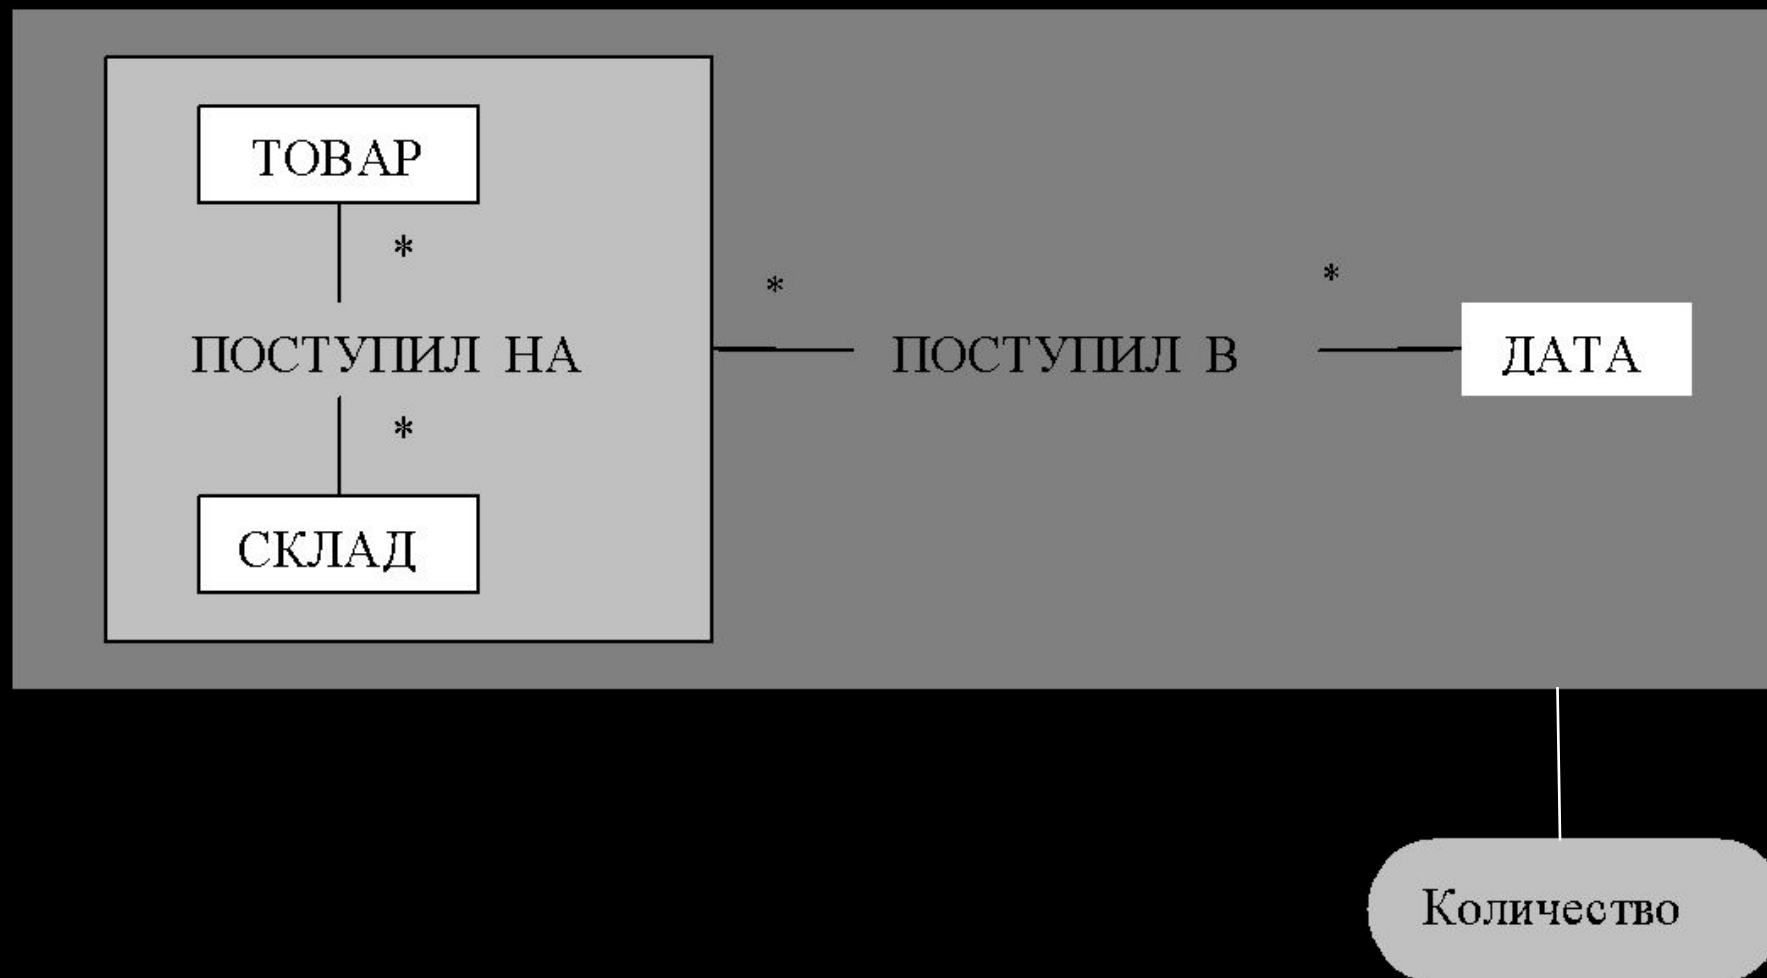 ТОВАР
*
ПОСТУПИЛ НА
*
СКЛАД
*
ПОСТУПИЛ В
*
ДАТА
Количество